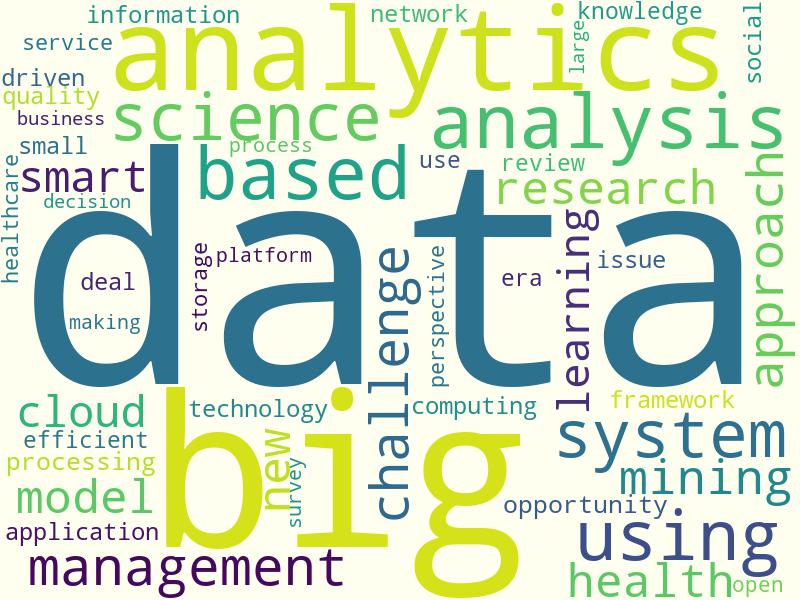 information
network
knowledge
service
analytics
large
social
driven
quality
business
science
analysis
small
process
healthcare
smart
based
use
review
decision
research
approach
data
deal
storage
platform
challenge
perspective
era
learning
issue
making
cloud
technology
computing
framework
efficient
big
new
survey
system
processing
mining
model
opportunity
application
using
management
health
open